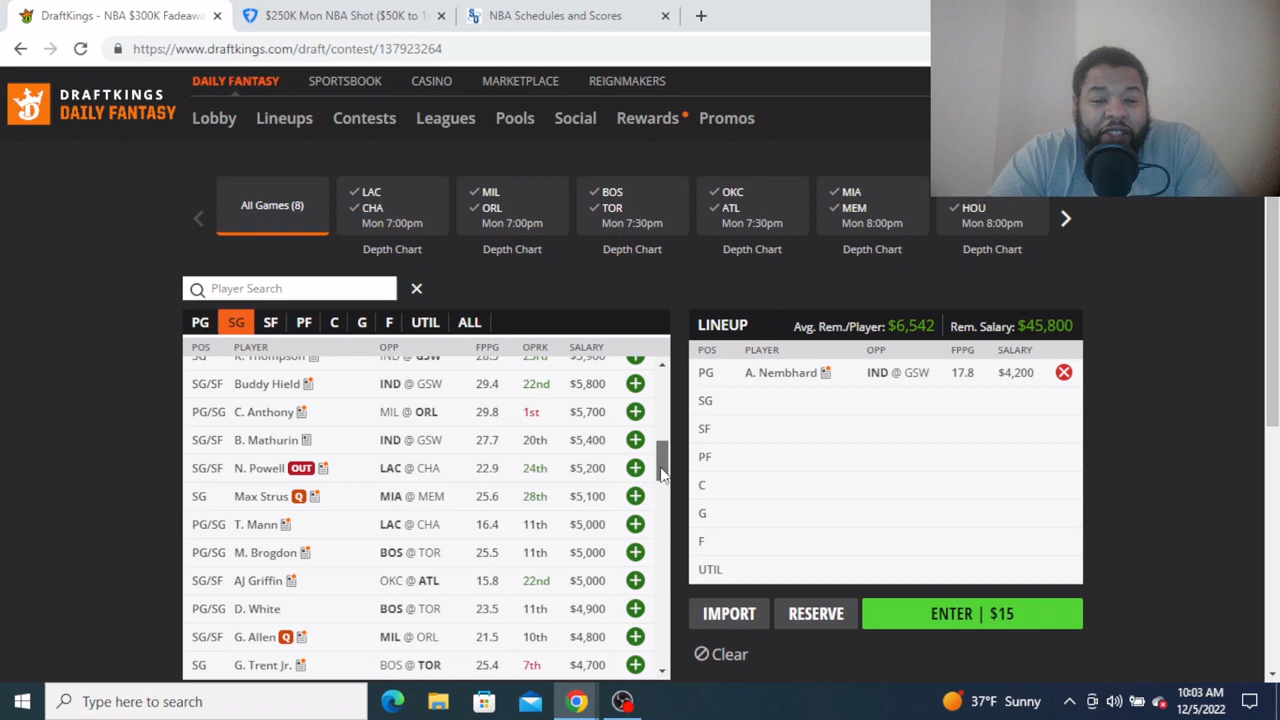 DraftKings - NBA $300K Fadeawa
$250K Mon NBA Shot ($50K to 1
NBA Schedules and Scores
https://www.draftkings.com/draft/contest/137923264
DRAFTKINGS
DAILY FANTASY
DAILY FANTASY SPORTSBOOK CASINO MARKETPLACE REIGNMAKERS
Lobby Lineups Contests Leagues Pools Social Rewards Promos
All Games (8)
LAC
CHA
Mon 7:00pm
MIL
ORL
Mon 7:00pm
BOS
TOR
Mon 7:30pm
OKC
ATL
Mon 7:30pm
MIA
MEM
Mon 8:00pm
HOU
Mon 8:00pm
Depth Chart Depth Chart Depth Chart Depth Chart Depth Chart Depth Chart
Player Search
PG SG SF PF C G F UTIL ALL
POS PLAYER OPP FPPG OPRK SALARY
SG K. Thompson IND @ GSW 28.5 23rd $5,900
SG/SF Buddy Hield IND @ GSW 29.4 22nd $5,800
PG/SG C. Anthony MIL @ ORL 29.8 1st $5,700
SG/SF B. Mathurin IND @ GSW 27.7 20th $5,400
SG/SF N. Powell OUT LAC @ CHA 22.9 24th $5,200
SG Max Strus Q MIA @ MEM 25.6 28th $5,100
PG/SG T. Mann LAC @ CHA 16.4 11th $5,000
PG/SG M. Brogdon BOS @ TOR 25.5 11th $5,000
SG/SF AJ Griffin OKC @ ATL 15.8 22nd $5,000
PG/SG D. White BOS @ TOR 23.5 11th $4,900
SG/SF G. Allen Q MIL @ ORL 21.5 10th $4,800
SG G. Trent Jr. BOS @ TOR 25.4 7th $4,700
LINEUP Avg. Rem./Player: $6,542 Rem. Salary: $45,800
POS PLAYER OPP FPPG SALARY
PG A. Nembhard IND @ GSW 17.8 $4,200
SG
SF
PF
C
G
F
UTIL
IMPORT RESERVE ENTER | $15
Clear
Type here to search
37°F Sunny
10:03 AM
12/5/2022